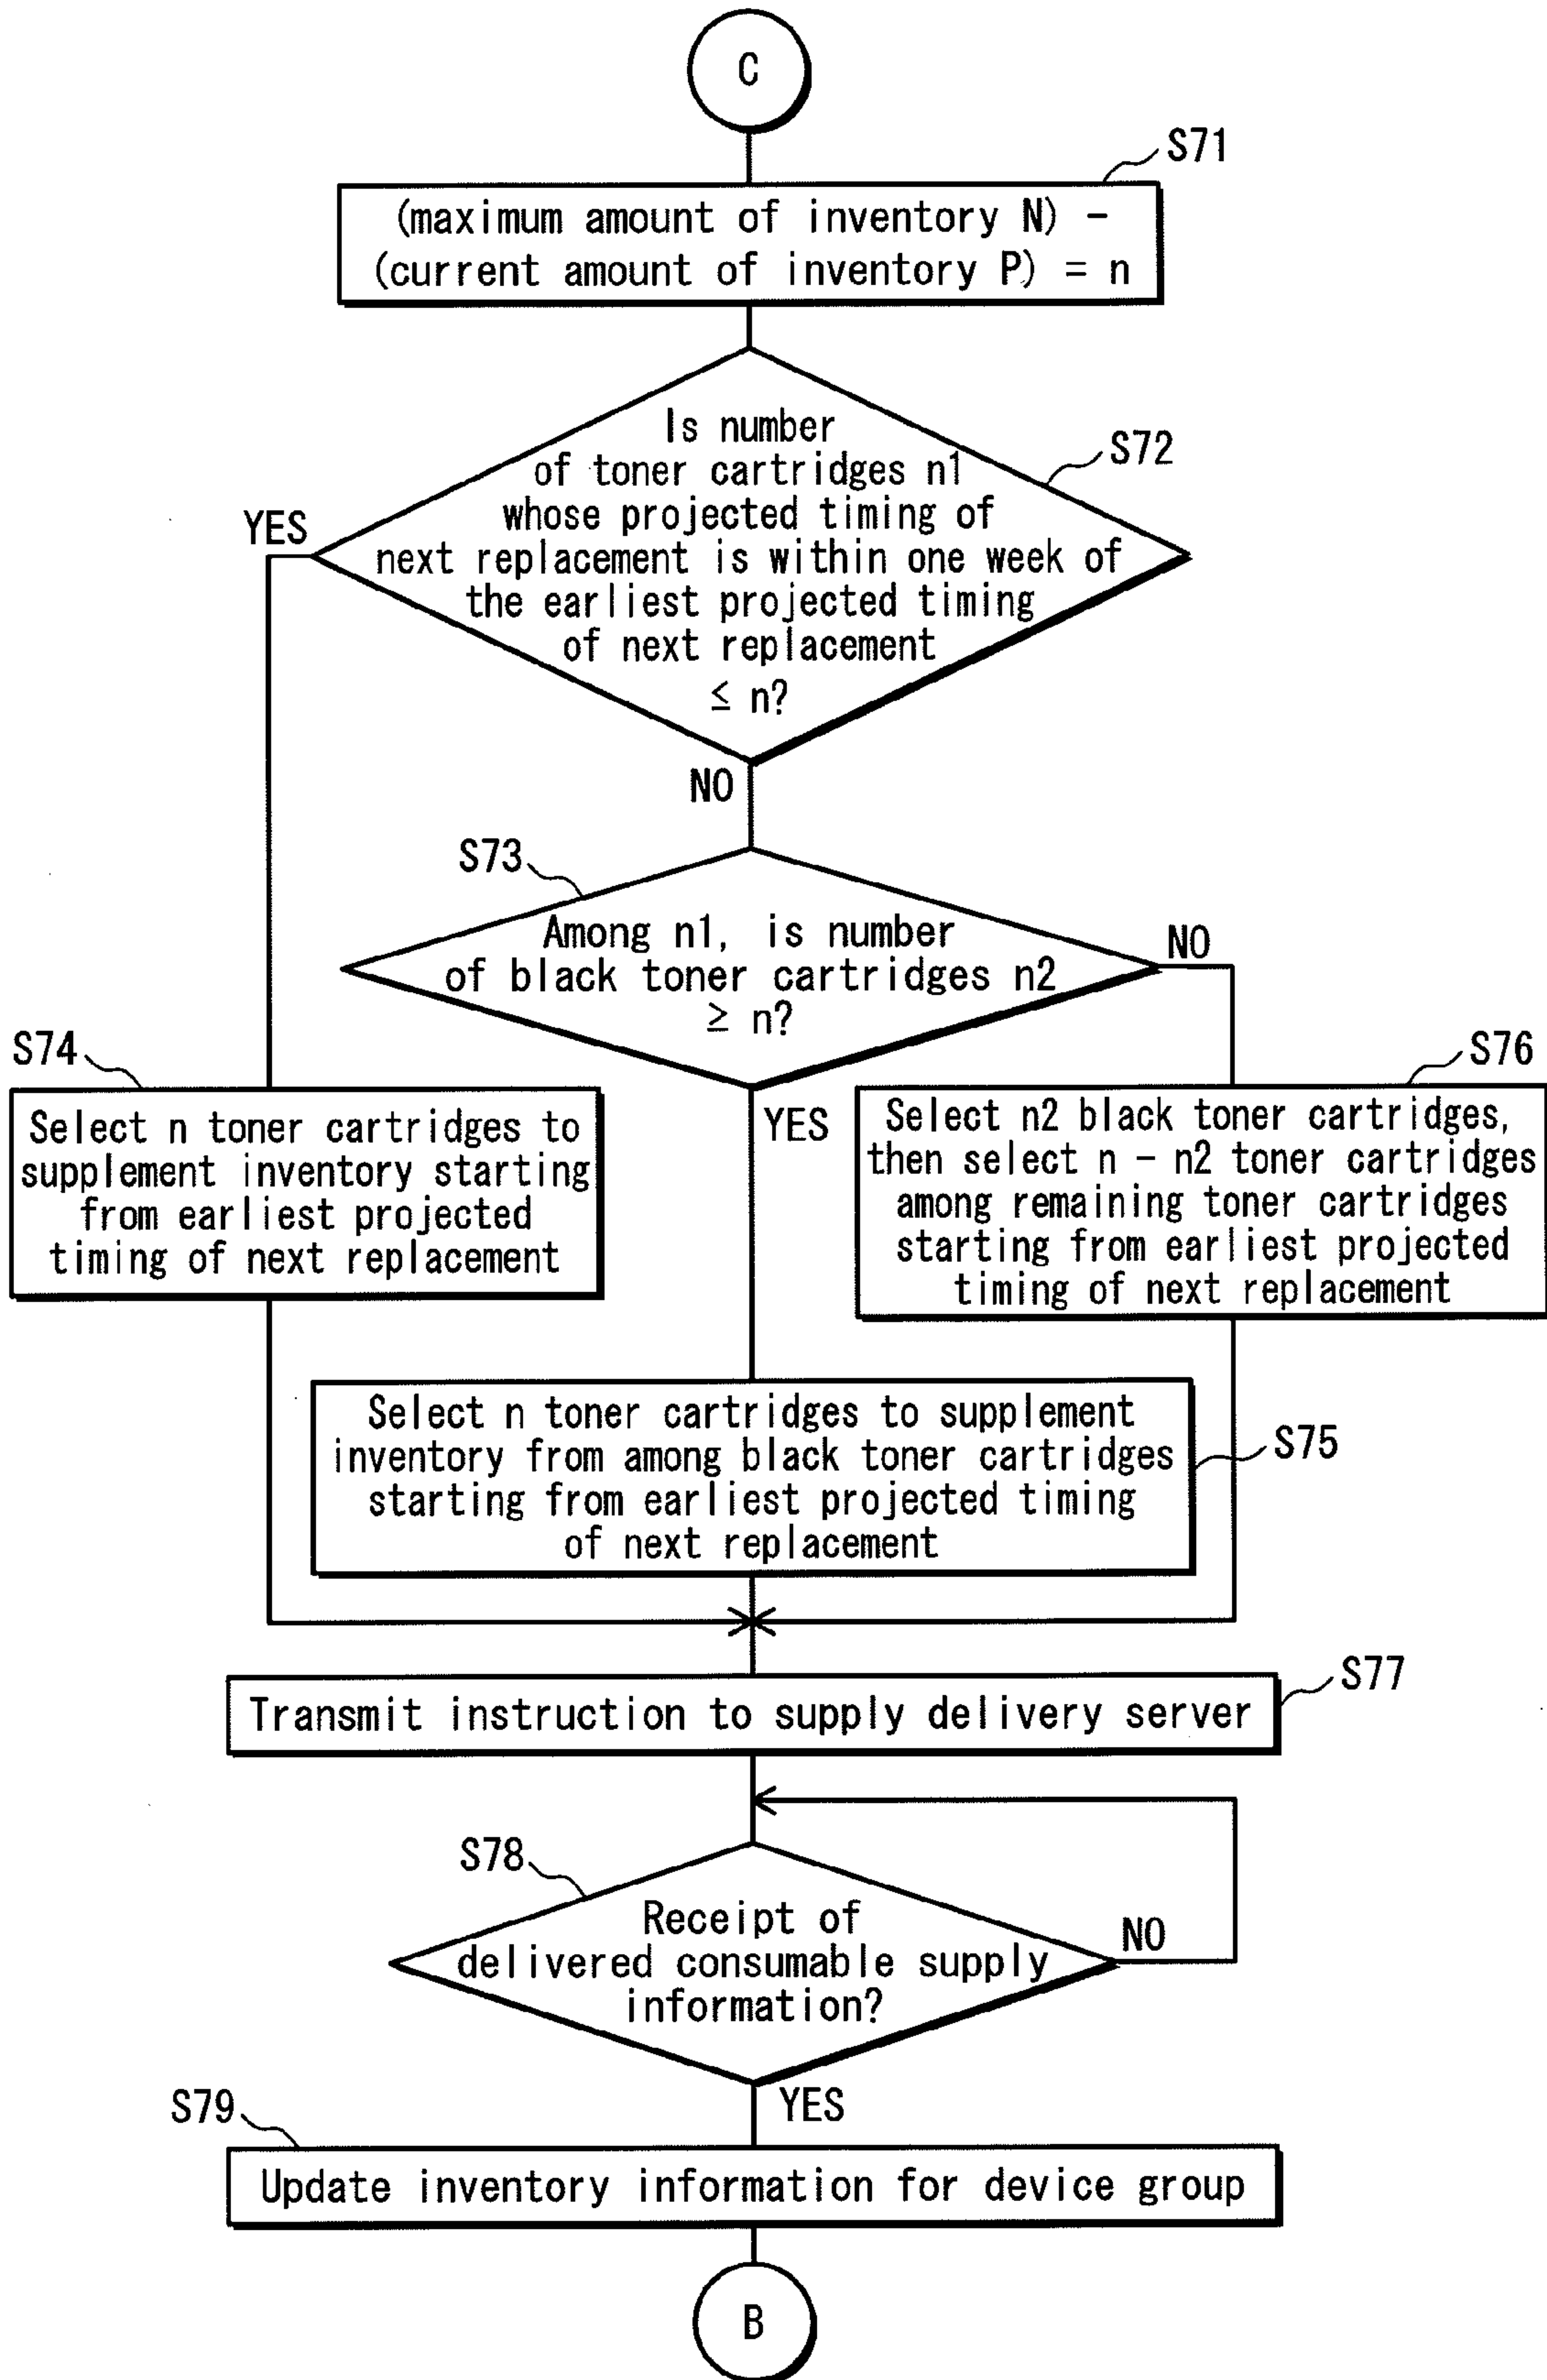 C
S71
(maximum amount of inventory N) −
(current amount of inventory P) = n
S72
Is number
of toner cartridges n1
whose projected timing of
next replacement is within one week of
the earliest projected timing
of next replacement
≤ n?
YES
NO
S73
Among n1, is number
of black toner cartridges n2
≥ n?
NO
YES
S74
Select n toner cartridges to
supplement inventory starting
from earliest projected
timing of next replacement
S76
Select n2 black toner cartridges,
then select n − n2 toner cartridges
among remaining toner cartridges
starting from earliest projected
timing of next replacement
Select n toner cartridges to supplement
inventory from among black toner cartridges
starting from earliest projected timing
of next replacement
S75
S77
Transmit instruction to supply delivery server
S78
Receipt of
delivered consumable supply
information?
NO
YES
S79
Update inventory information for device group
B